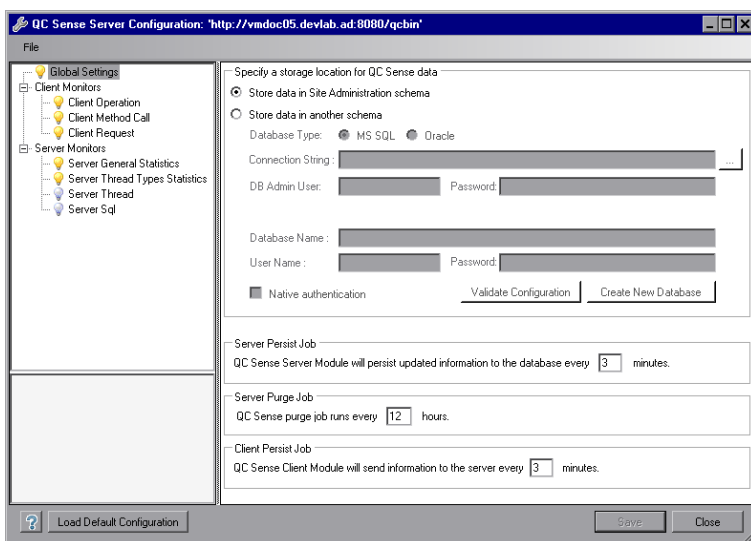 QC Sense Server Configuration: 'http://vmdoc05.devlab.ad:8080/qcbin'
File
Global Settings
Client Monitors
Client Operation
Client Method Call
Client Request
Server Monitors
Server General Statistics
Server Thread Types Statistics
Server Thread
Server Sql
Specify a storage location for QC Sense data
Store data in Site Administration schema
Store data in another schema
Database Type: MS SQL Oracle
Connection String : ...
DB Admin User: Password:
Database Name :
User Name : Password:
Native authentication Validate Configuration Create New Database
Server Persist Job
QC Sense Server Module will persist updated information to the database every 3 minutes.
Server Purge Job
QC Sense purge job runs every 12 hours.
Client Persist Job
QC Sense Client Module will send information to the server every 3 minutes.
? Load Default Configuration Save Close